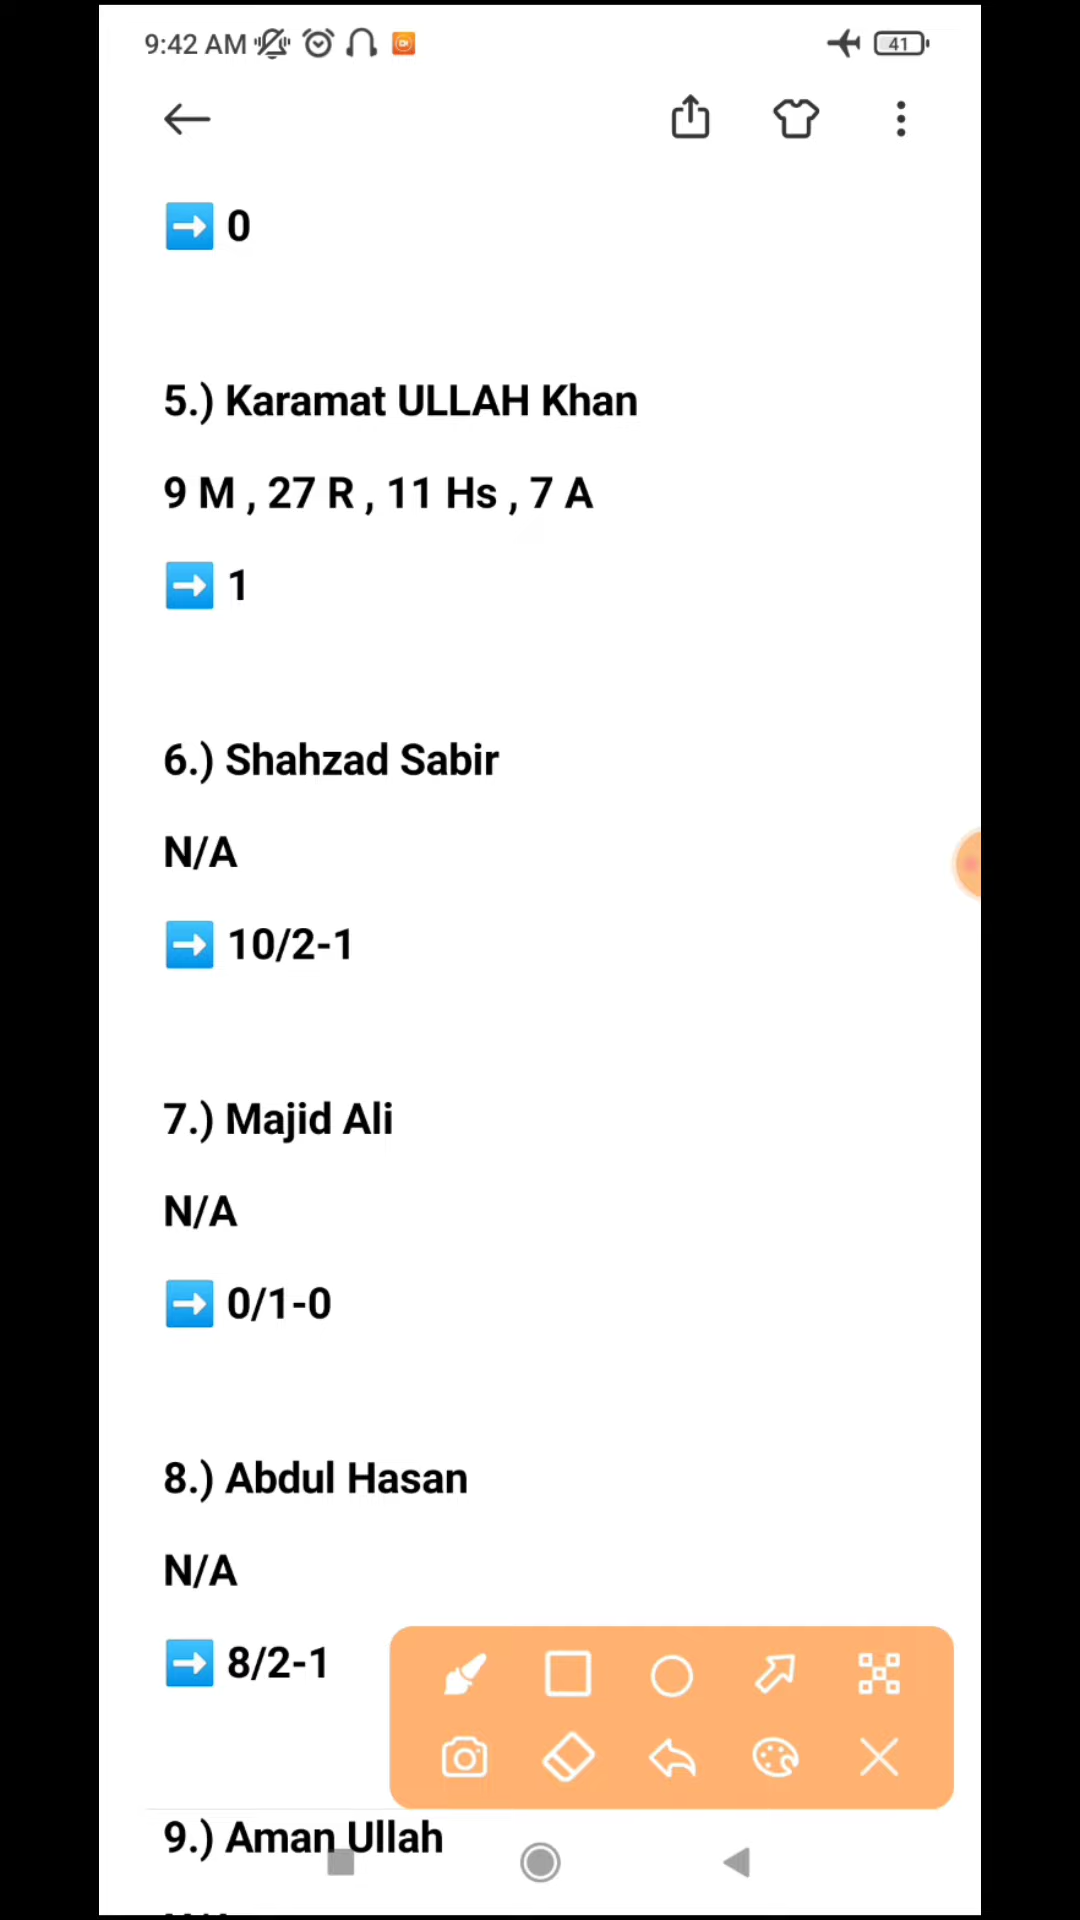 9:42 AM
41
➡️ 0
5.) Karamat ULLAH Khan
9 M , 27 R , 11 Hs , 7 A
➡️ 1
6.) Shahzad Sabir
N/A
➡️ 10/2-1
7.) Majid Ali
N/A
➡️ 0/1-0
8.) Abdul Hasan
N/A
➡️ 8/2-1
9.) Aman Ullah